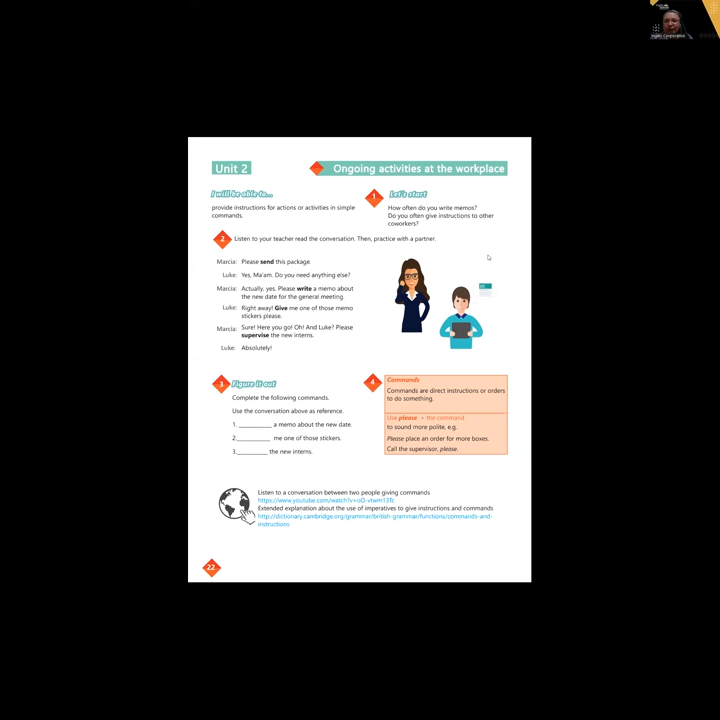 Inglés Corporativo
Unit 2
Ongoing activities at the workplace
I will be able to...
provide instructions for actions or activities in simple
commands.
1
Let's start
How often do you write memos?
Do you often give instructions to other
coworkers?
2
Listen to your teacher read the conversation. Then, practice with a partner.
Marcia: Please send this package.
Luke: Yes, Ma'am. Do you need anything else?
Marcia: Actually, yes. Please write a memo about
the new date for the general meeting.
Luke: Right away! Give me one of those memo
stickers please.
Marcia: Sure! Here you go! Oh! And Luke? Please
supervise the new interns.
Luke: Absolutely!
3
Figure it out
Complete the following commands.
Use the conversation above as reference.
1. __________ a memo about the new date.
2.__________ me one of those stickers.
3.__________ the new interns.
4
Commands
Commands are direct instructions or orders
to do something.
Use please + the command
to sound more polite, e.g.
Please place an order for more boxes.
Call the supervisor, please.
Listen to a conversation between two people giving commands
https://www.youtube.com/watch?v=oO-vtwm13Tc
Extended explanation about the use of imperatives to give instructions and commands
http://dictionary.cambridge.org/grammar/british-grammar/functions/commands-and-
instructions
22